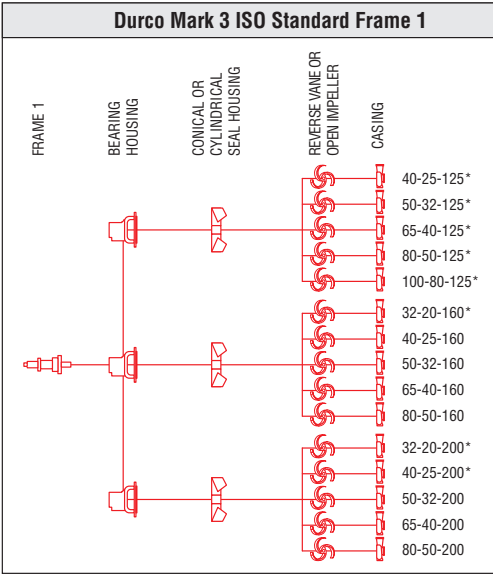 Durco Mark 3 ISO Standard Frame 1
FRAME 1
BEARING
HOUSING
CONICAL OR
CYLINDRICAL
SEAL HOUSING
REVERSE VANE OR
OPEN IMPELLER
CASING
40-25-125*
50-32-125*
65-40-125*
80-50-125*
100-80-125*
32-20-160*
40-25-160
50-32-160
65-40-160
80-50-160
32-20-200*
40-25-200*
50-32-200
65-40-200
80-50-200